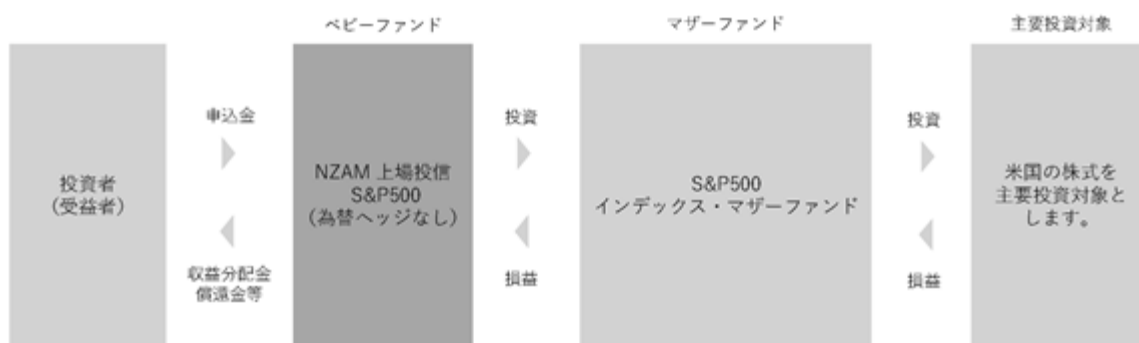 ベビーファンド
マザーファンド
主要投資対象
投資者
(受益者)
申込金
収益分配金
償還金等
NZAM 上場投信
S&P500
(為替ヘッジなし)
投資
損益
S&P500
インデックス・マザーファンド
投資
損益
米国の株式を
主要投資対象と
します。